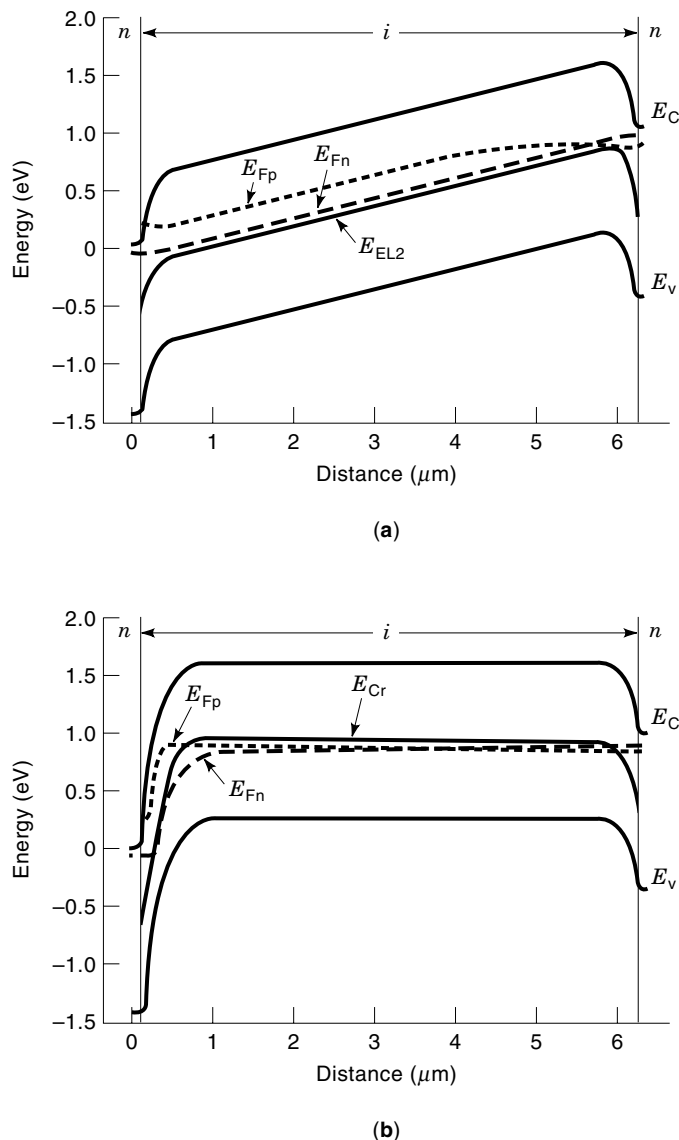 2.0
n
i
n
1.5
E_C
1.0
E_Fp
E_Fn
0.5
Energy (eV)
0
E_EL2
−0.5
E_v
−1.0
−1.5
0 1 2 3 4 5 6
Distance (μm)
(a)
2.0
n
i
n
1.5
E_Fp
E_Cr
E_C
1.0
E_Fn
0.5
Energy (eV)
0
E_v
−0.5
−1.0
−1.5
0 1 2 3 4 5 6
Distance (μm)
(b)